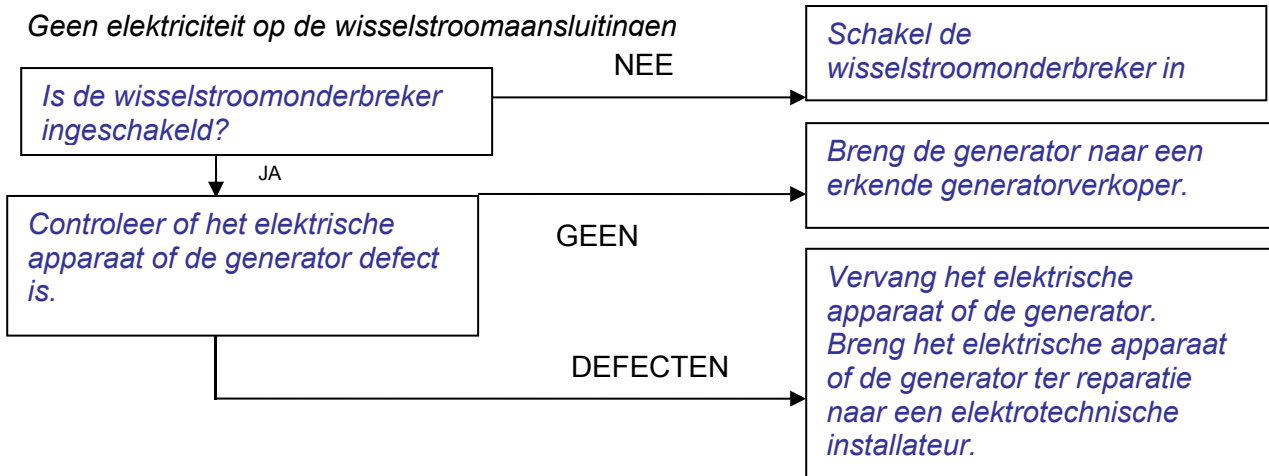 Geen elektriciteit op de wisselstroomaansluitingen
NEE
Schakel de
wisselstroomonderbreker in
Is de wisselstroomonderbreker
ingeschakeld?
JA
Breng de generator naar een
erkende generatorverkoper.
Controleer of het elektrische
apparaat of de generator defect
is.
GEEN
Vervang het elektrische
apparaat of de generator.
Breng het elektrische apparaat
of de generator ter reparatie
naar een elektrotechnische
installateur.
DEFECTEN